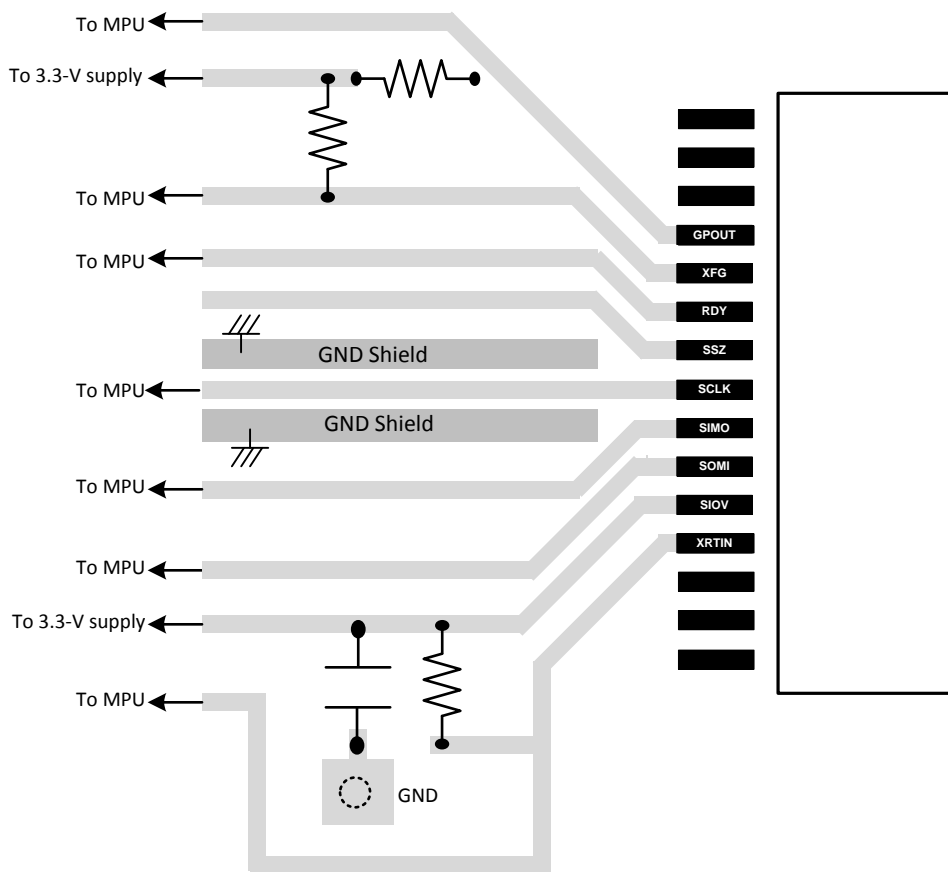 To MPU
To 3.3-V supply
To MPU
GPOUT
To MPU
XFG
RDY
SSZ
GND Shield
To MPU
SCLK
GND Shield
SIMO
SOMI
To MPU
SIOV
XRTIN
To MPU
To 3.3-V supply
To MPU
GND